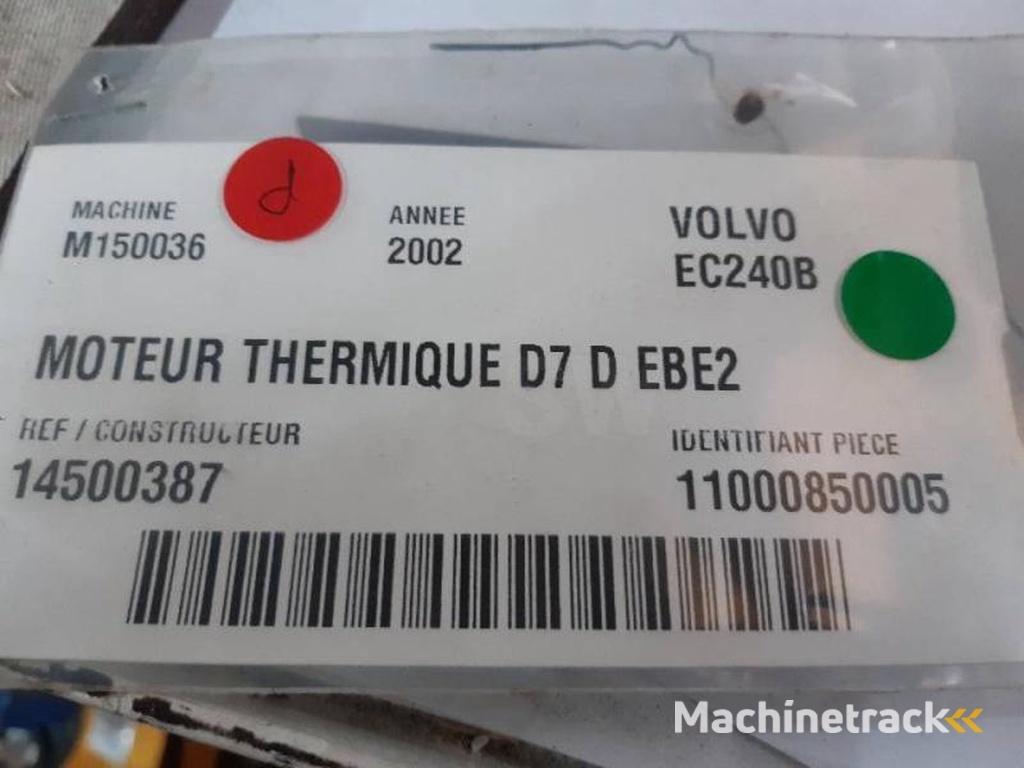 MACHINE
M150036
d
ANNEE
2002
VOLVO
EC240B
MOTEUR THERMIQUE D7 D EBE2
REF / CONSTRUCTEUR
14500387
IDENTIFIANT PIECE
11000850005
Machinetrack